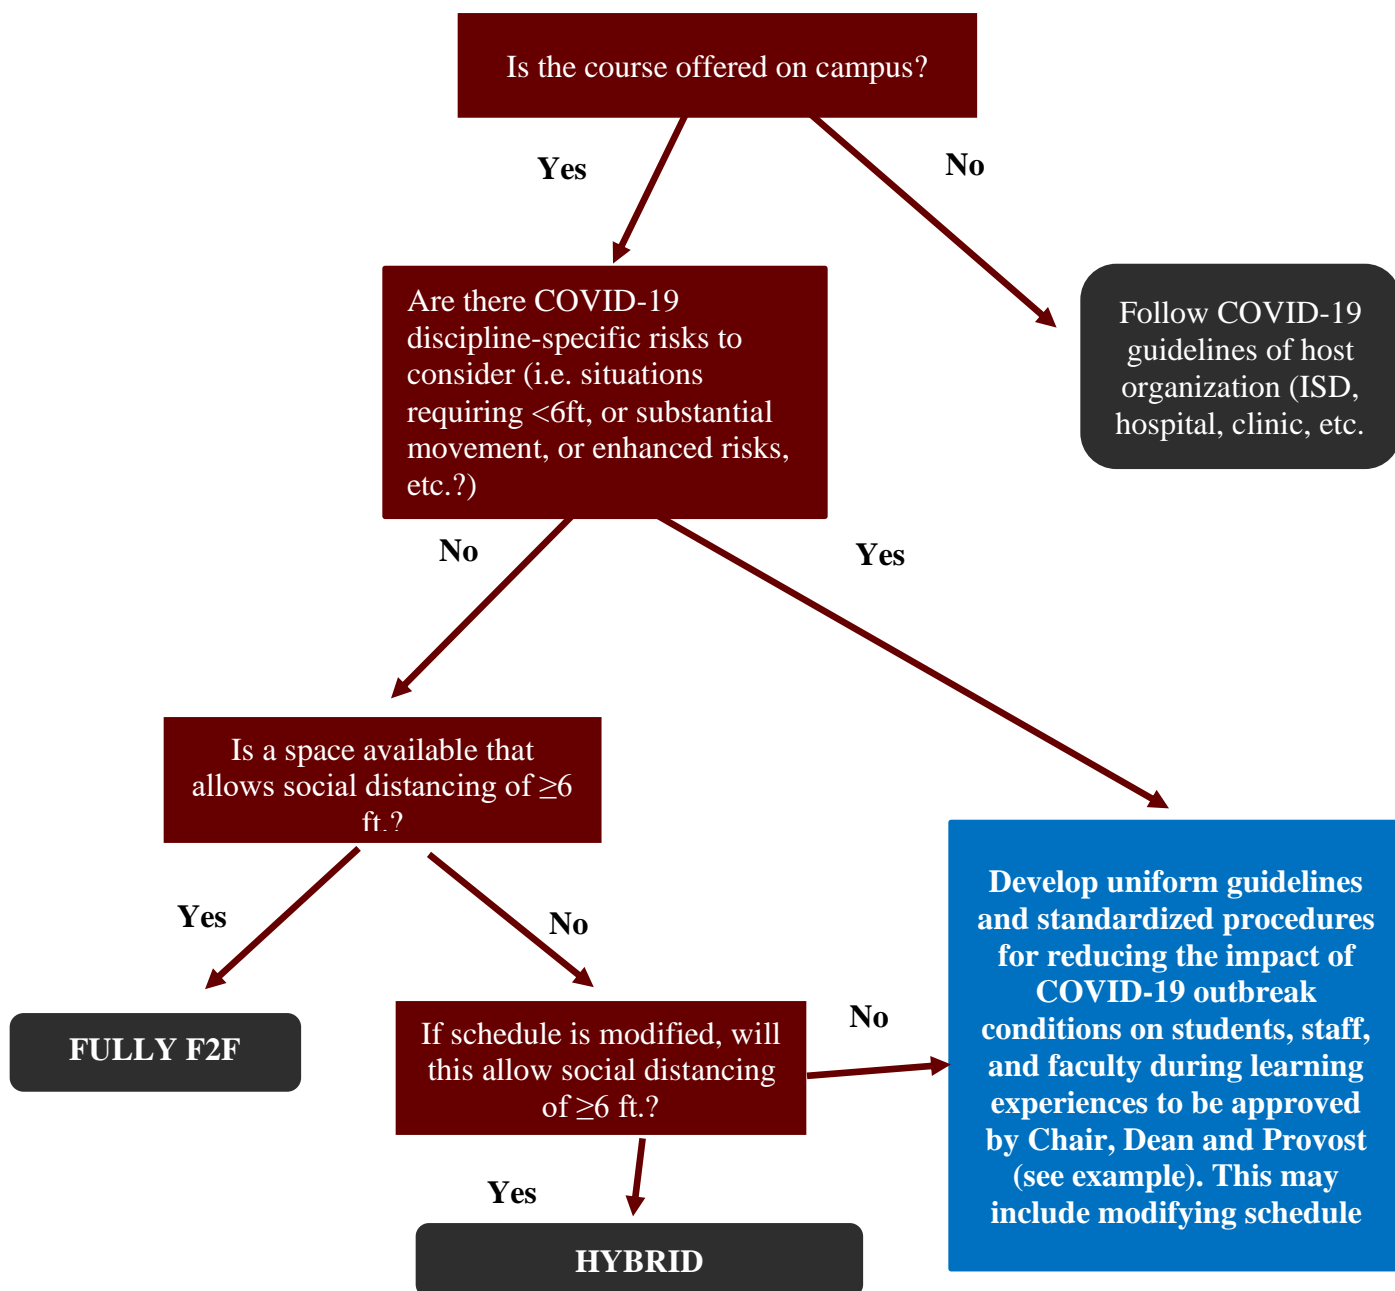 Is the course offered on campus?
Yes
No
Are there COVID-19
discipline-specific risks to
consider (i.e. situations
requiring <6ft, or substantial
movement, or enhanced risks,
etc.?)
Follow COVID-19
guidelines of host
organization (ISD,
hospital, clinic, etc.
No
Yes
Is a space available that
allows social distancing of ≥6
ft.?
Yes
No
FULLY F2F
If schedule is modified, will
this allow social distancing
of ≥6 ft.?
No
Yes
HYBRID
Develop uniform guidelines
and standardized procedures
for reducing the impact of
COVID-19 outbreak
conditions on students, staff,
and faculty during learning
experiences to be approved
by Chair, Dean and Provost
(see example). This may
include modifying schedule